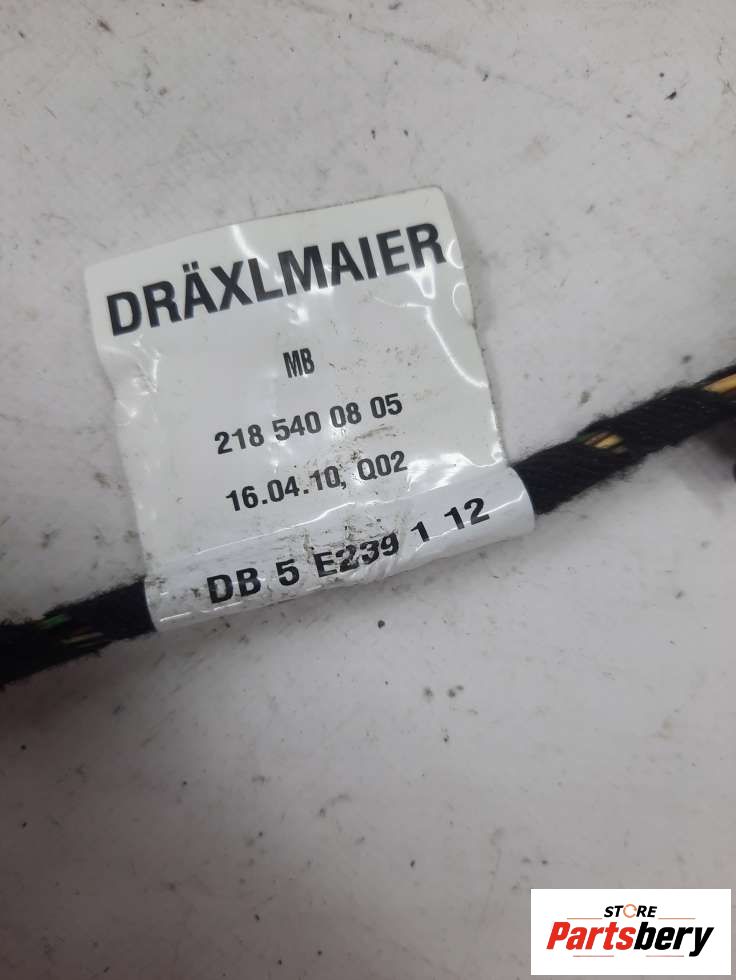 DRÄXLMAIER
MB
218 540 08 05
16.04.10, Q02
DB 5 E239 1 12
STORE
Partsbery